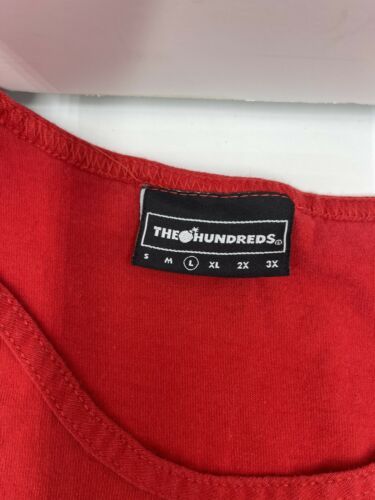 THE HUNDREDS®
S M L XL 2X 3X